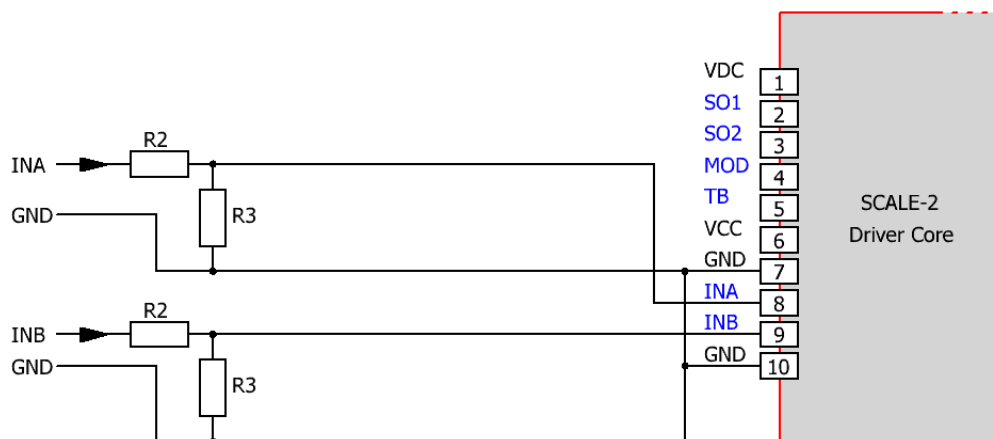 VDC
1
SO1
2
SO2
3
MOD
4
TB
5
VCC
6
GND
7
INA
8
INB
9
GND
10
SCALE-2
Driver Core
INA
R2
R3
GND
INB
R2
R3
GND